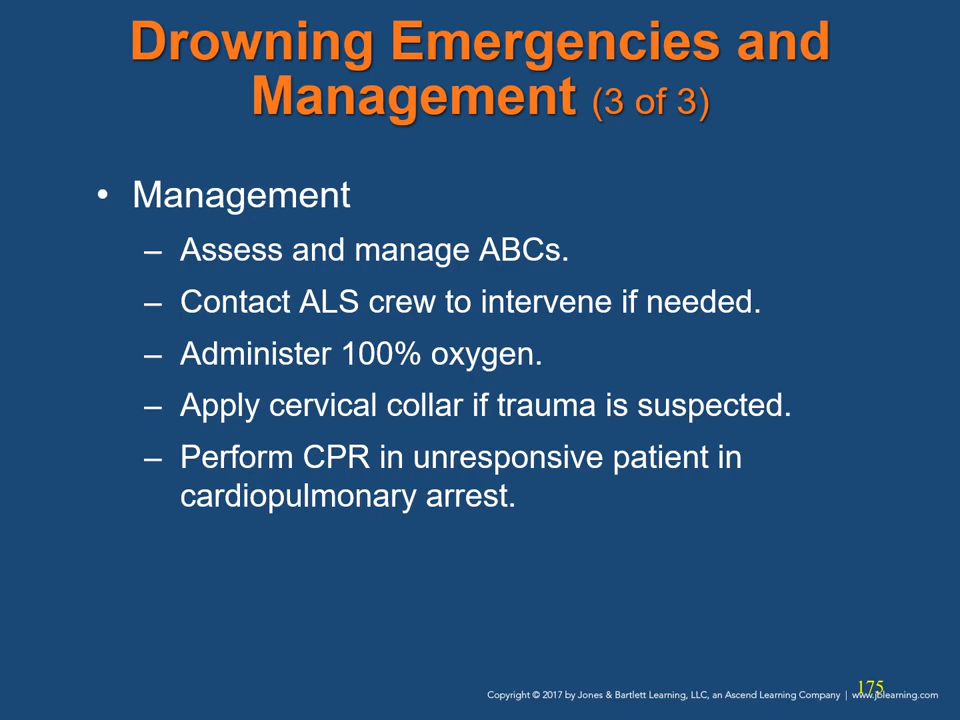 Drowning Emergencies and
Management (3 of 3)
• Management
– Assess and manage ABCs.
– Contact ALS crew to intervene if needed.
– Administer 100% oxygen.
– Apply cervical collar if trauma is suspected.
– Perform CPR in unresponsive patient in
cardiopulmonary arrest.
175
Copyright © 2017 by Jones & Bartlett Learning, LLC, an Ascend Learning Company | www.jblearning.com